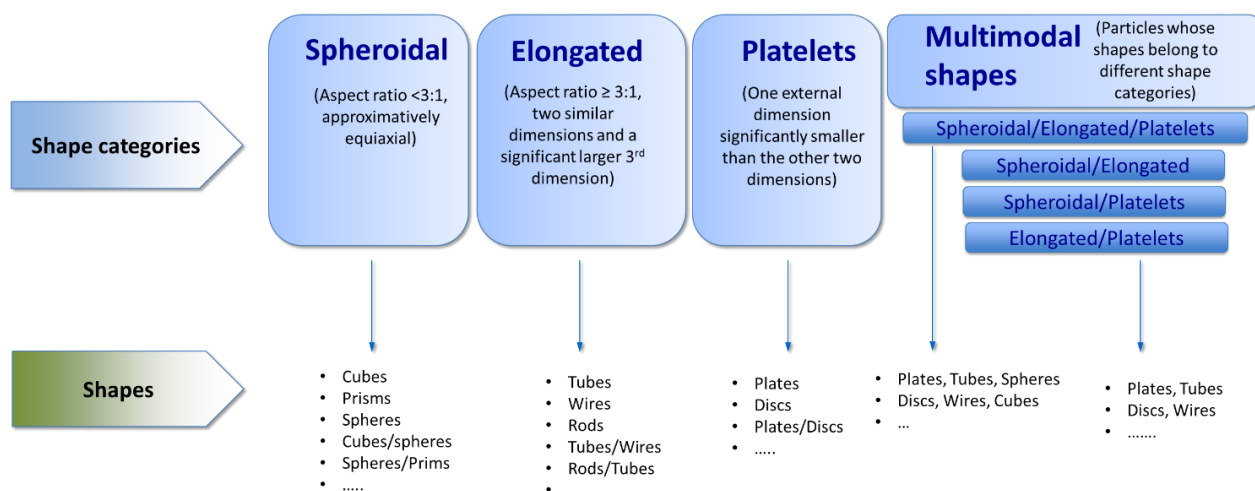 Shape categories
Spheroidal
(Aspect ratio <3:1,
approximatively
equiaxial)
Elongated
(Aspect ratio ≥ 3:1,
two similar
dimensions and a
significant larger 3rd
dimension)
Platelets
(One external
dimension
significantly smaller
than the other two
dimensions)
Multimodal
shapes
(Particles whose
shapes belong to
different shape
categories)
Spheroidal/Elongated/Platelets
Spheroidal/Elongated
Spheroidal/Platelets
Elongated/Platelets
Shapes
• Cubes
• Prisms
• Spheres
• Cubes/spheres
• Spheres/Prims
• .....
• Tubes
• Wires
• Rods
• Tubes/Wires
• Rods/Tubes
•
• Plates
• Discs
• Plates/Discs
• .....
• Plates, Tubes, Spheres
• Discs, Wires, Cubes
• ...
• Plates, Tubes
• Discs, Wires
• .......